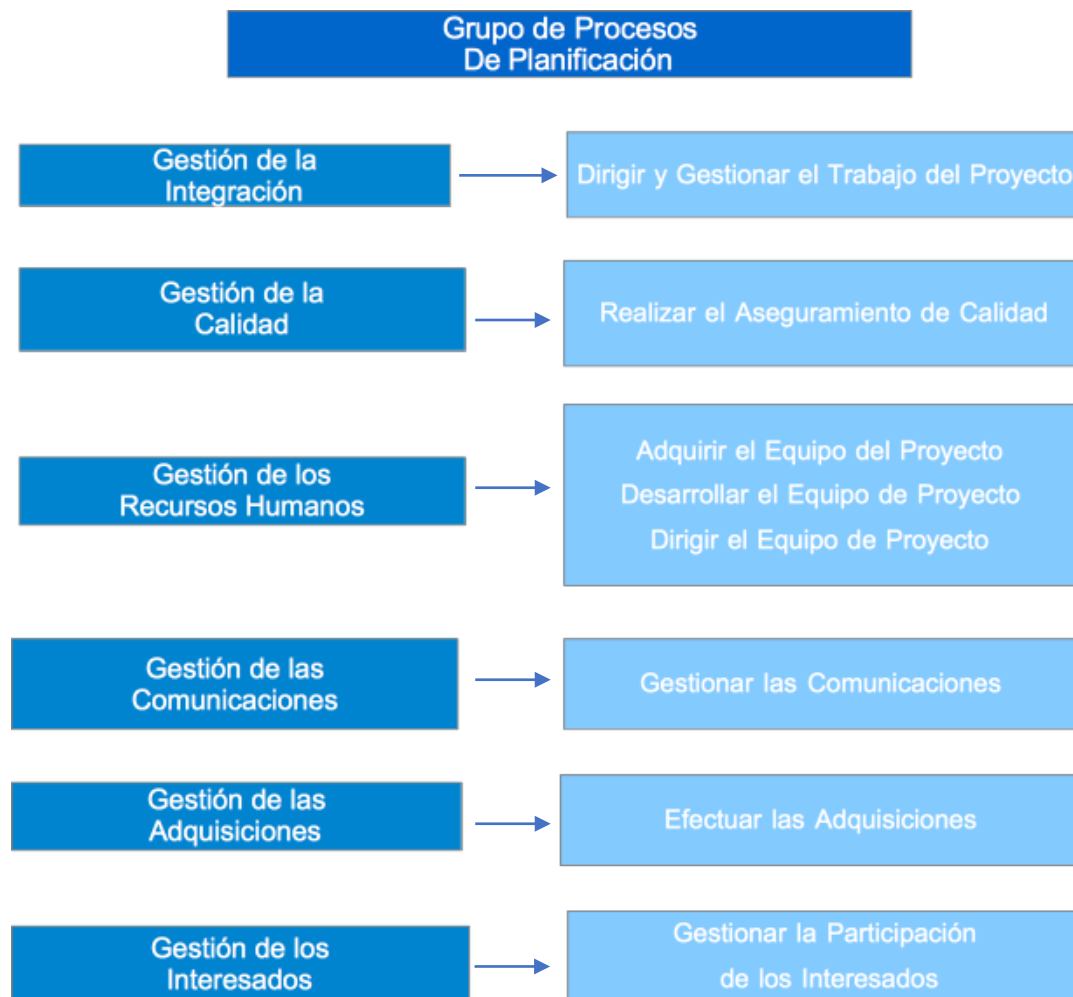 Grupo de Procesos
De Planificación
Gestión de la
Integración
Dirigir y Gestionar el Trabajo del Proyecto
Gestión de la
Calidad
Realizar el Aseguramiento de Calidad
Gestión de los
Recursos Humanos
Adquirir el Equipo del Proyecto
Desarrollar el Equipo de Proyecto
Dirigir el Equipo de Proyecto
Gestión de las
Comunicaciones
Gestionar las Comunicaciones
Gestión de las
Adquisiciones
Efectuar las Adquisiciones
Gestión de los
Interesados
Gestionar la Participación
de los Interesados